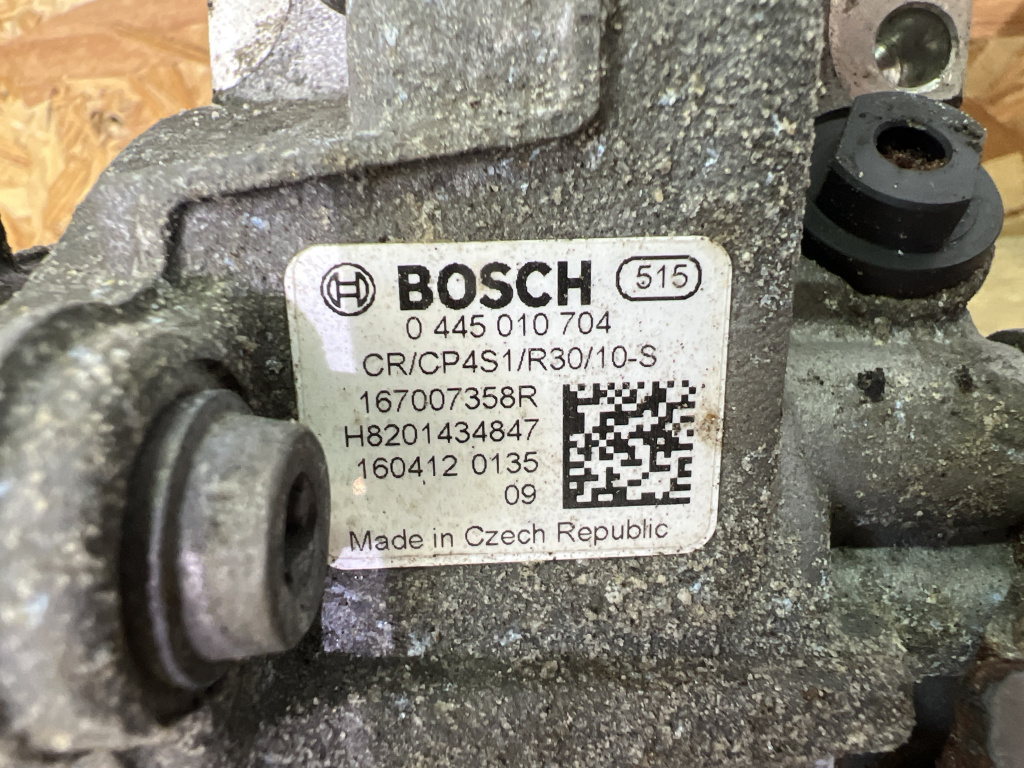 BOSCH 515
0 445 010 704
CR/CP4S1/R30/10-S
167007358R
H8201434847
160412 0135
09
Made in Czech Republic